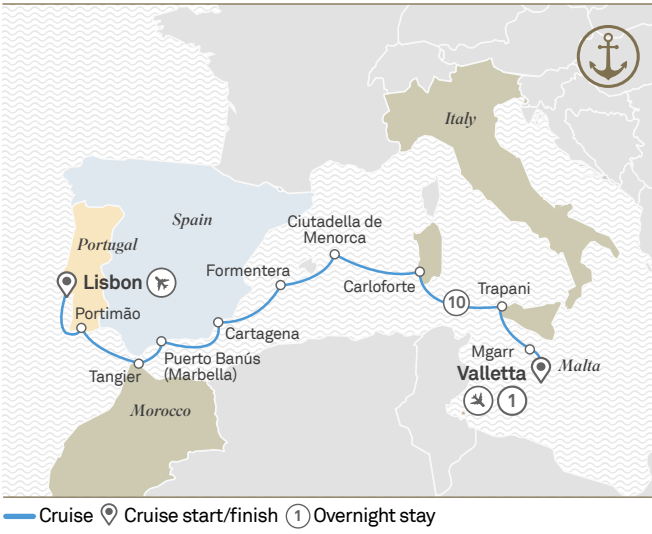 Italy
Spain
Portugal
Ciutadella de
Menorca
Lisbon
Formentera
Carloforte
10
Trapani
Portimão
Cartagena
Tangier
Puerto Banús
(Marbella)
Mgarr
Valletta
Malta
1
Morocco
Cruise
Cruise start/finish
1 Overnight stay